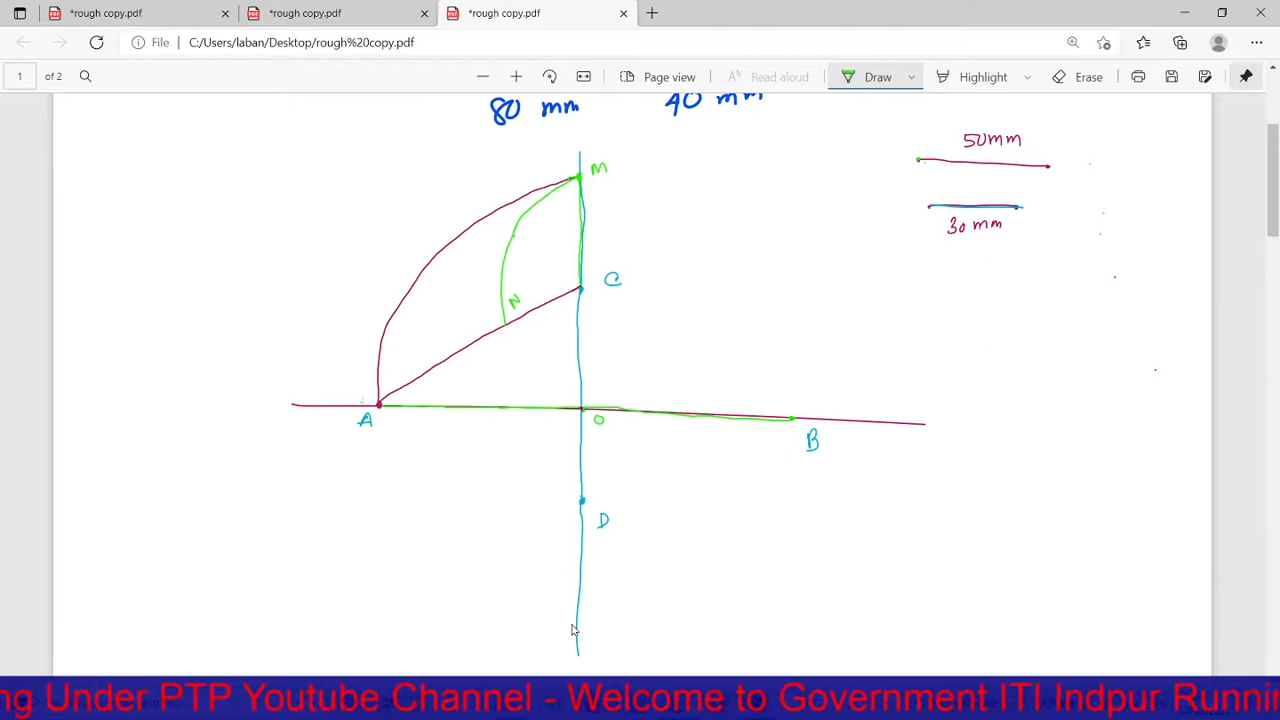 *rough copy.pdf
*rough copy.pdf
*rough copy.pdf
File
C:/Users/laban/Desktop/rough%20copy.pdf
1
of 2
Page view
Read aloud
Draw
Highlight
Erase
80 mm
40 mm
50mm
30 mm
M
C
N
A
O
B
D
ng Under PTP Youtube Channel - Welcome to Government ITI Indpur Runnin